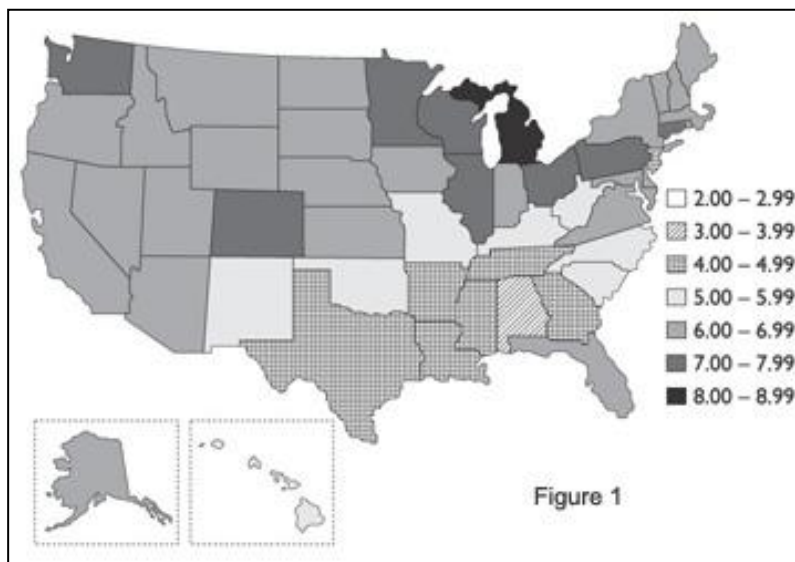 2.00 – 2.99
3.00 – 3.99
4.00 – 4.99
5.00 – 5.99
6.00 – 6.99
7.00 – 7.99
8.00 – 8.99
Figure 1